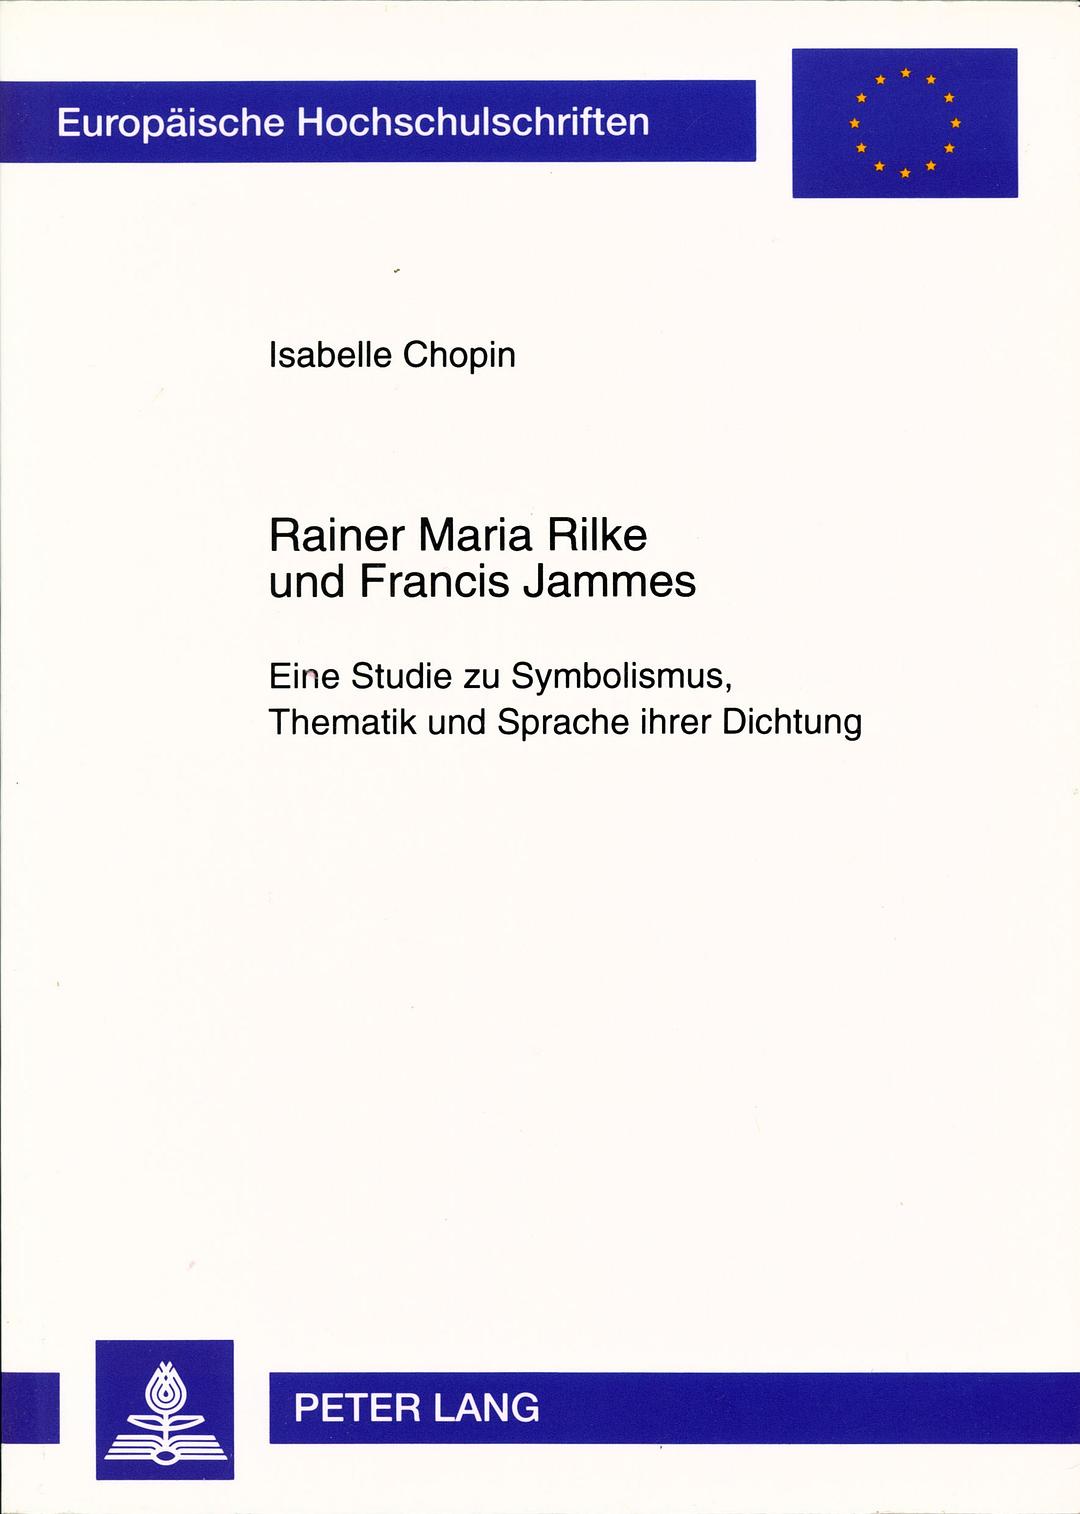 Europäische Hochschulschriften
Isabelle Chopin
Rainer Maria Rilke
und Francis Jammes
Eine Studie zu Symbolismus,
Thematik und Sprache ihrer Dichtung
PETER LANG